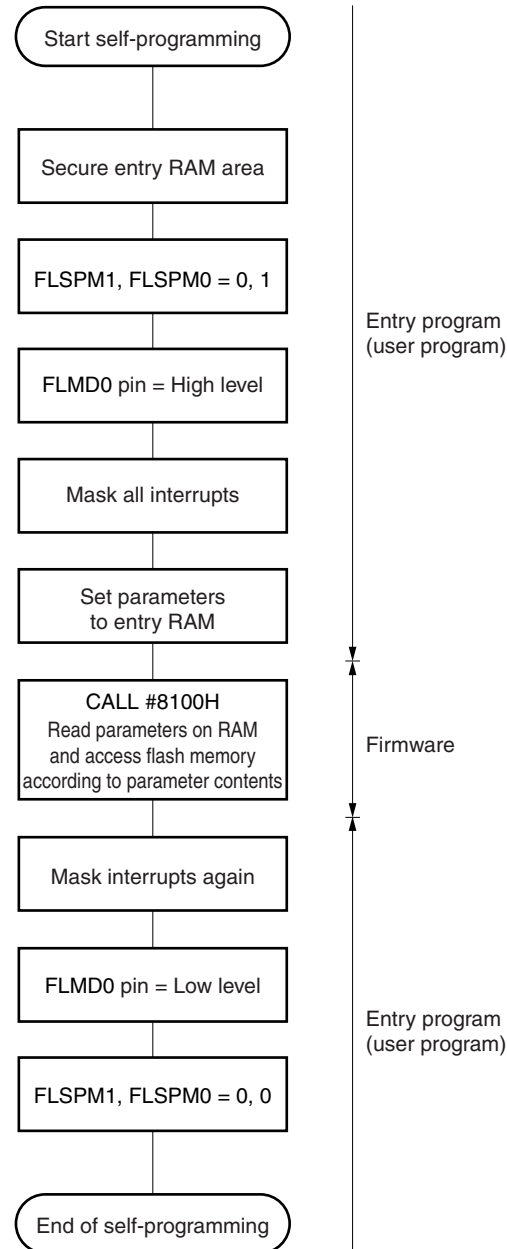 Start self-programming
Secure entry RAM area
FLSPM1, FLSPM0 = 0, 1
FLMD0 pin = High level
Mask all interrupts
Set parameters
to entry RAM
Entry program
(user program)
CALL #8100H
Read parameters on RAM
and access flash memory
according to parameter contents
Firmware
Mask interrupts again
FLMD0 pin = Low level
FLSPM1, FLSPM0 = 0, 0
End of self-programming
Entry program
(user program)